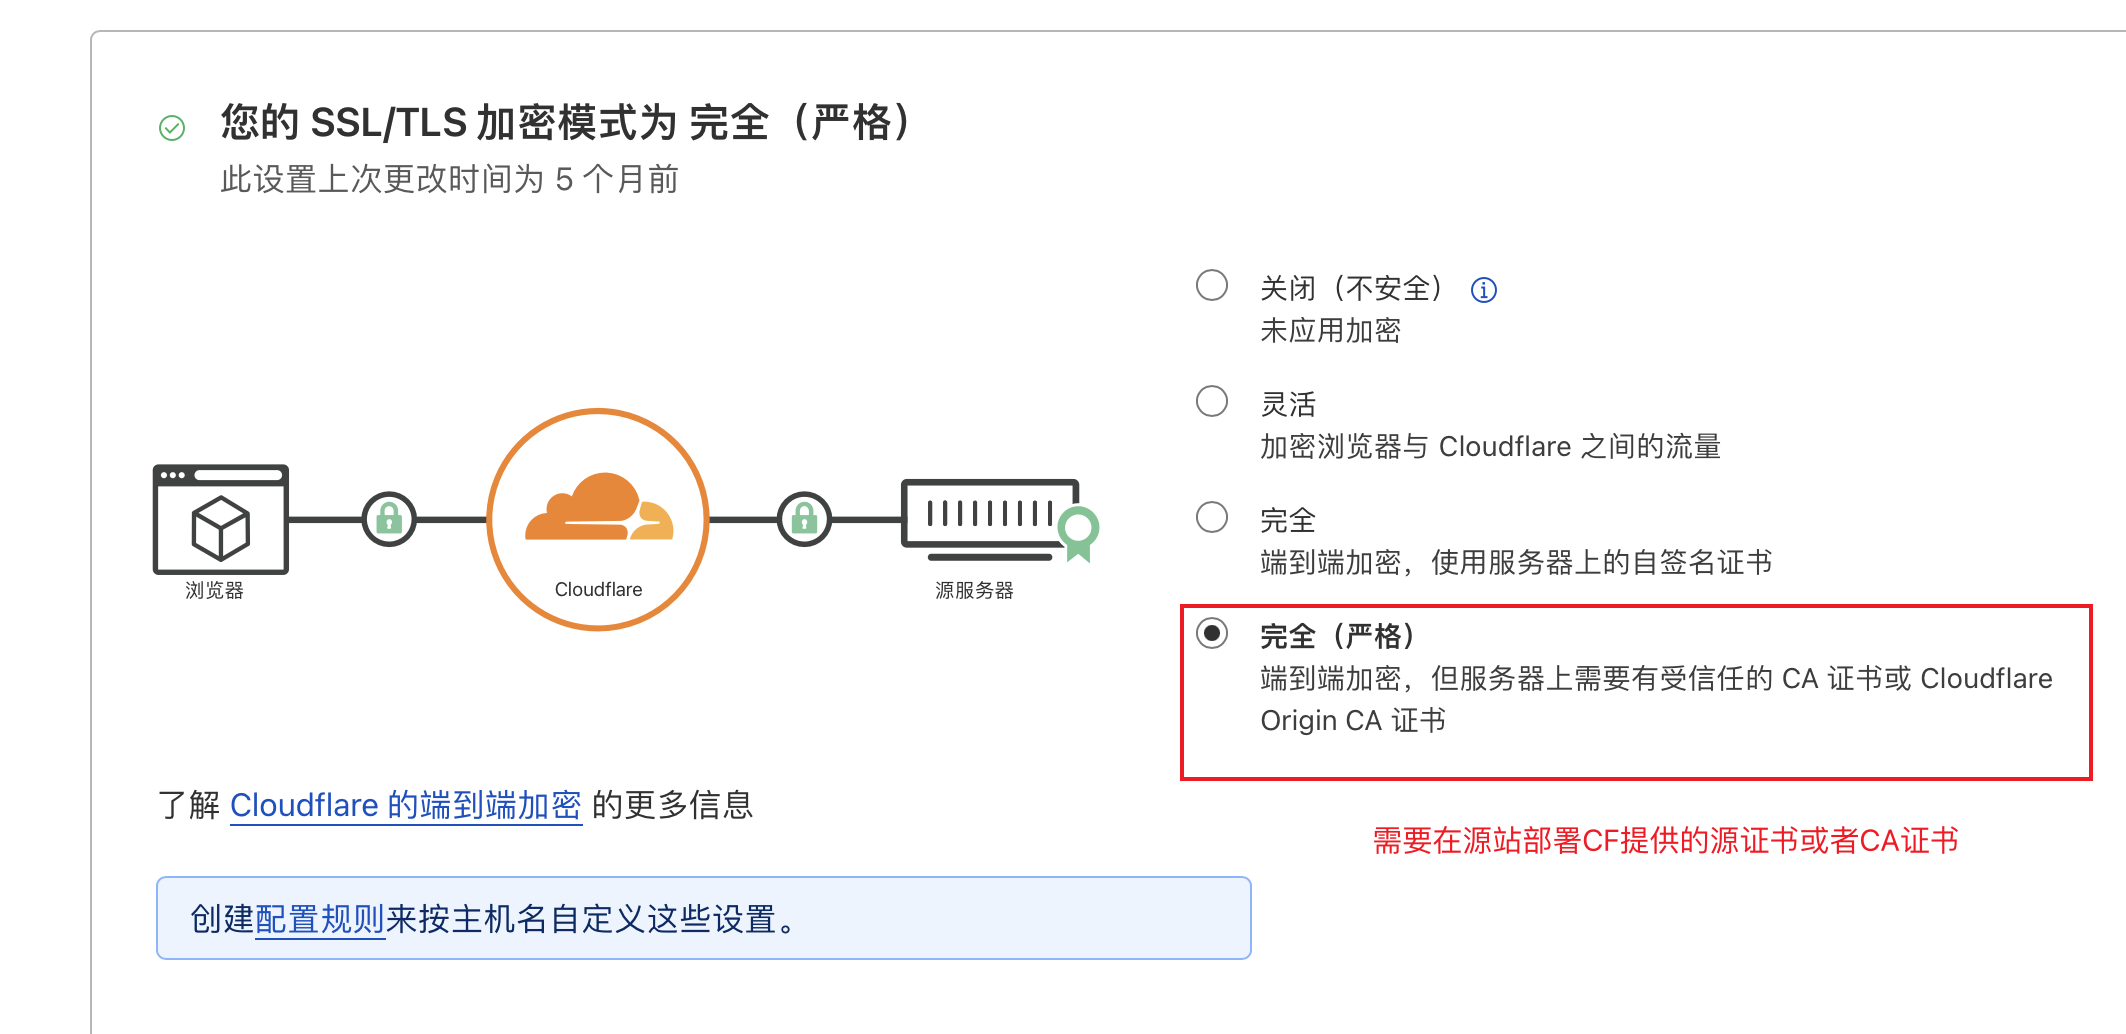 您的 SSL/TLS 加密模式为 完全（严格）
此设置上次更改时间为 5 个月前
关闭（不安全）
未应用加密
灵活
加密浏览器与 Cloudflare 之间的流量
完全
端到端加密，使用服务器上的自签名证书
完全（严格）
端到端加密，但服务器上需要有受信任的 CA 证书或 Cloudflare
Origin CA 证书
浏览器
Cloudflare
源服务器
了解 Cloudflare 的端到端加密 的更多信息
需要在源站部署CF提供的源证书或者CA证书
创建配置规则来按主机名自定义这些设置。